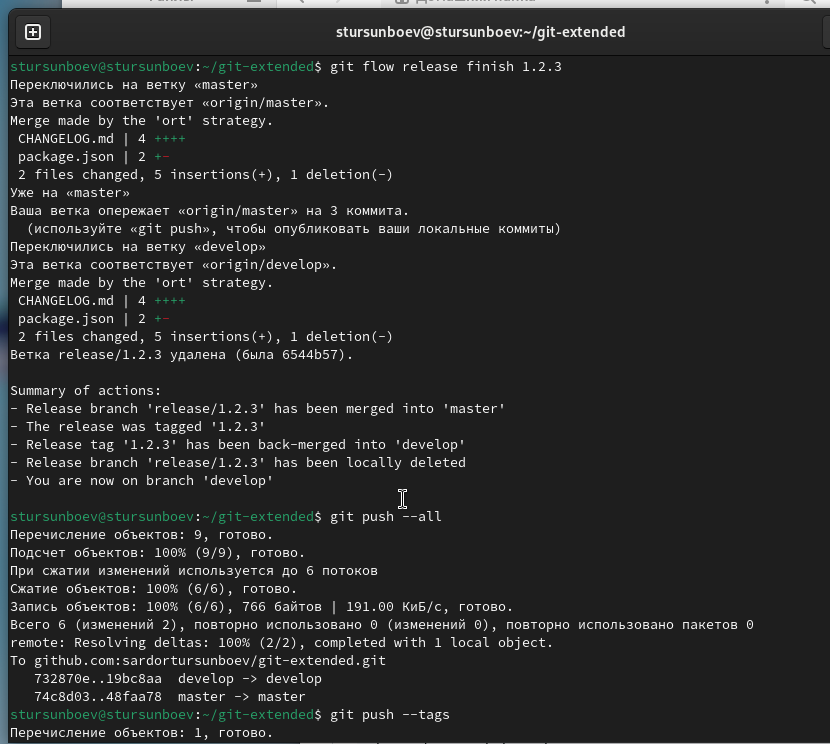 stursunboev@stursunboev:~/git-extended
stursunboev@stursunboev:~/git-extended$ git flow release finish 1.2.3
Переключились на ветку «master»
Эта ветка соответствует «origin/master».
Merge made by the 'ort' strategy.
 CHANGELOG.md | 4 ++++
 package.json | 2 +-
 2 files changed, 5 insertions(+), 1 deletion(-)
Уже на «master»
Ваша ветка опережает «origin/master» на 3 коммита.
  (используйте «git push», чтобы опубликовать ваши локальные коммиты)
Переключились на ветку «develop»
Эта ветка соответствует «origin/develop».
Merge made by the 'ort' strategy.
 CHANGELOG.md | 4 ++++
 package.json | 2 +-
 2 files changed, 5 insertions(+), 1 deletion(-)
Ветка release/1.2.3 удалена (была 6544b57).
Summary of actions:
- Release branch 'release/1.2.3' has been merged into 'master'
- The release was tagged '1.2.3'
- Release tag '1.2.3' has been back-merged into 'develop'
- Release branch 'release/1.2.3' has been locally deleted
- You are now on branch 'develop'
stursunboev@stursunboev:~/git-extended$ git push --all
Перечисление объектов: 9, готово.
Подсчет объектов: 100% (9/9), готово.
При сжатии изменений используется до 6 потоков
Сжатие объектов: 100% (6/6), готово.
Запись объектов: 100% (6/6), 766 байтов | 191.00 КиБ/с, готово.
Всего 6 (изменений 2), повторно использовано 0 (изменений 0), повторно использовано пакетов 0
remote: Resolving deltas: 100% (2/2), completed with 1 local object.
To github.com:sardortursunboev/git-extended.git
   732870e..19bc8aa  develop -> develop
   74c8d03..48faa78  master -> master
stursunboev@stursunboev:~/git-extended$ git push --tags
Перечисление объектов: 1, готово.